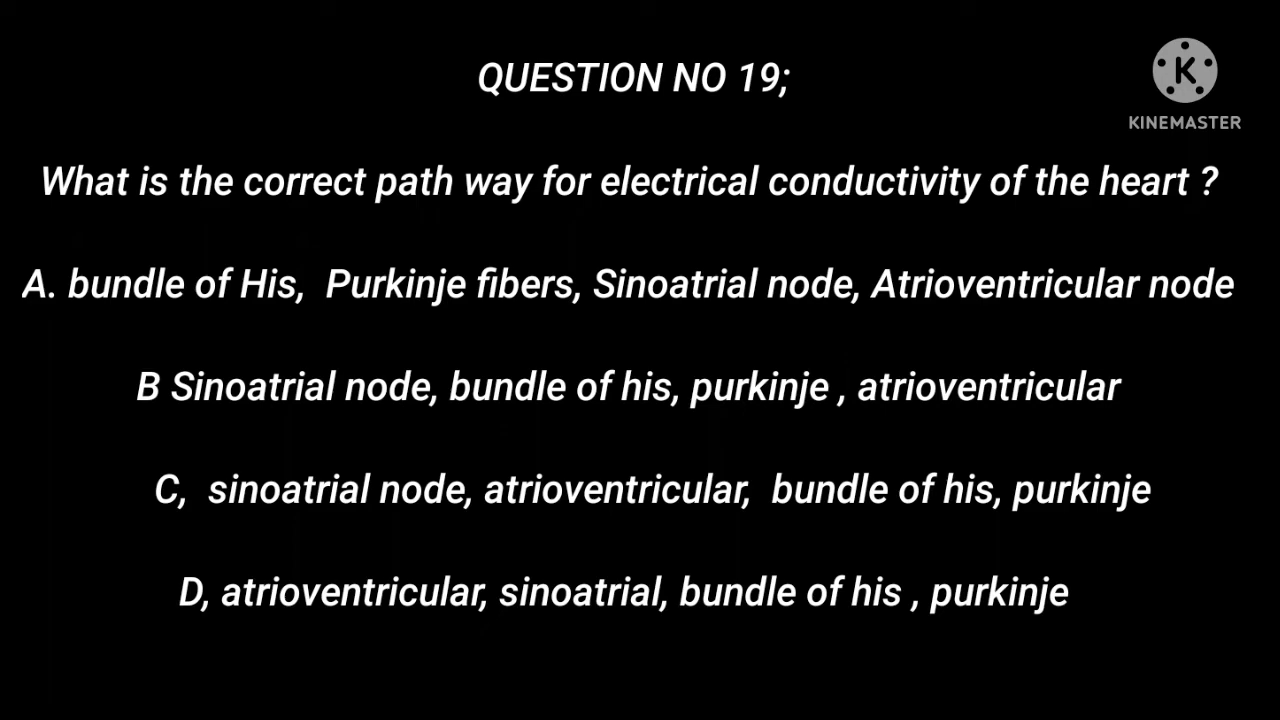 QUESTION NO 19;
KINEMASTER
What is the correct path way for electrical conductivity of the heart ?
A. bundle of His, Purkinje fibers, Sinoatrial node, Atrioventricular node
B Sinoatrial node, bundle of his, purkinje , atrioventricular
C, sinoatrial node, atrioventricular, bundle of his, purkinje
D, atrioventricular, sinoatrial, bundle of his , purkinje